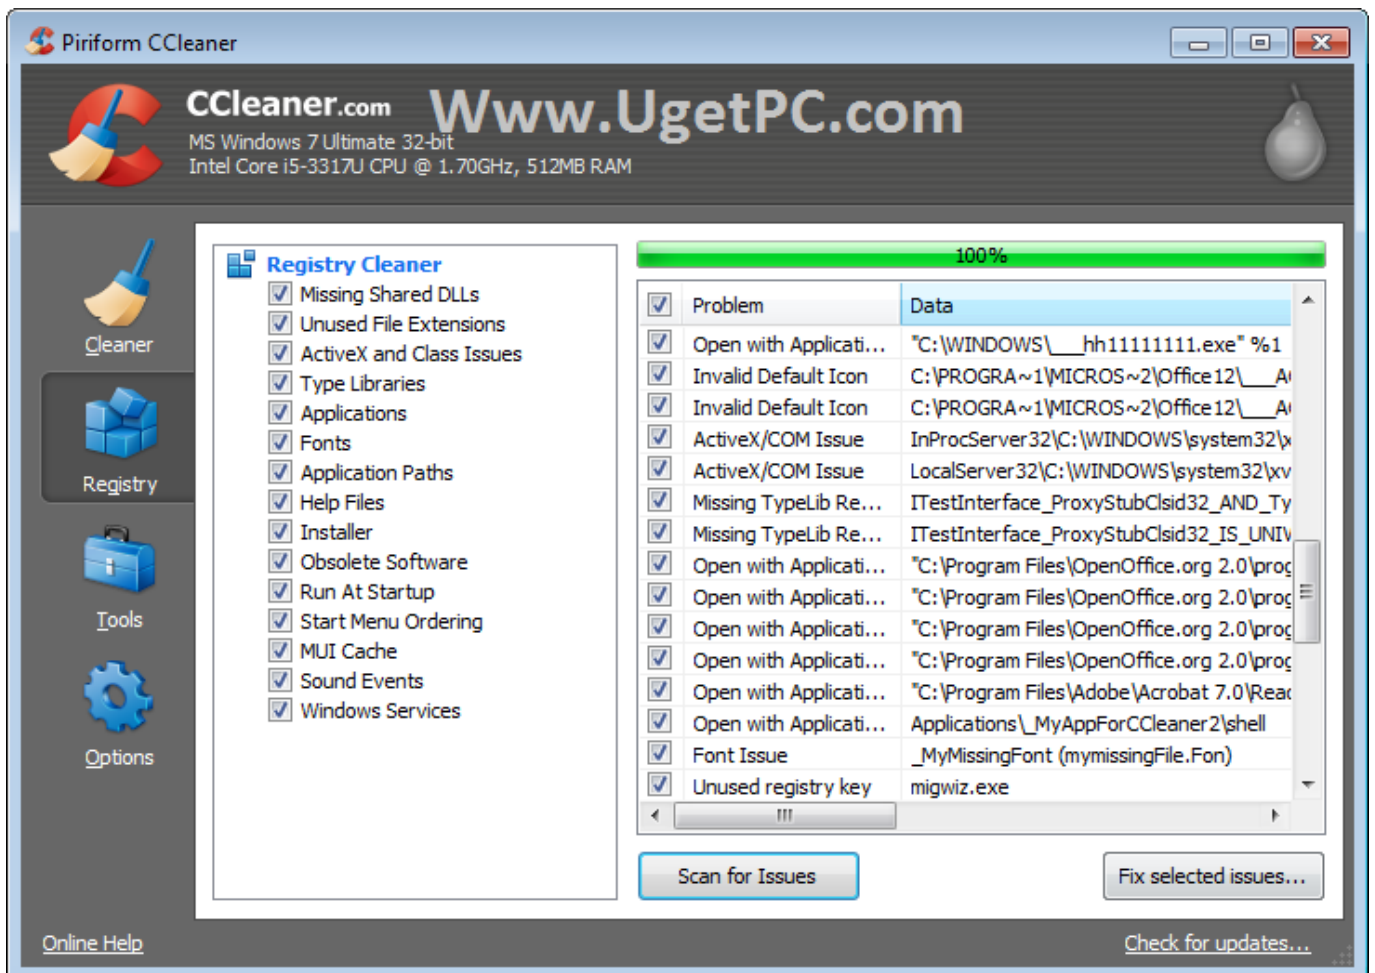 Piriform CCleaner
CCleaner.com
Www.UgetPC.com
MS Windows 7 Ultimate 32-bit
Intel Core i5-3317U CPU @ 1.70GHz, 512MB RAM
Cleaner
Registry
Tools
Options
Registry Cleaner
Missing Shared DLLs
Unused File Extensions
ActiveX and Class Issues
Type Libraries
Applications
Fonts
Application Paths
Help Files
Installer
Obsolete Software
Run At Startup
Start Menu Ordering
MUI Cache
Sound Events
Windows Services
100%
Problem Data
Open with Applicati... "C:\WINDOWS\___hh11111111.exe" %1
Invalid Default Icon C:\PROGRA~1\MICROS~2\Office12\___A
Invalid Default Icon C:\PROGRA~1\MICROS~2\Office12\___A
ActiveX/COM Issue InProcServer32\C:\WINDOWS\system32\x
ActiveX/COM Issue LocalServer32\C:\WINDOWS\system32\xv
Missing TypeLib Re... ITestInterface_ProxyStubClsid32_AND_Ty
Missing TypeLib Re... ITestInterface_ProxyStubClsid32_IS_UNIV
Open with Applicati... "C:\Program Files\OpenOffice.org 2.0\prog
Open with Applicati... "C:\Program Files\OpenOffice.org 2.0\prog
Open with Applicati... "C:\Program Files\OpenOffice.org 2.0\prog
Open with Applicati... "C:\Program Files\OpenOffice.org 2.0\prog
Open with Applicati... "C:\Program Files\Adobe\Acrobat 7.0\Read
Open with Applicati... Applications\_MyAppForCCleaner2\shell
Font Issue _MyMissingFont (mymissingFile.Fon)
Unused registry key migwiz.exe
Scan for Issues
Fix selected issues...
Online Help
Check for updates...